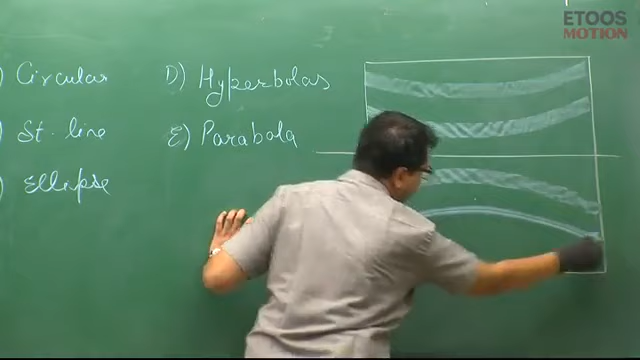 ETOOS
MOTION
) Circular
D) Hyperbolas
) St. line
E) Parabola
) Ellipse